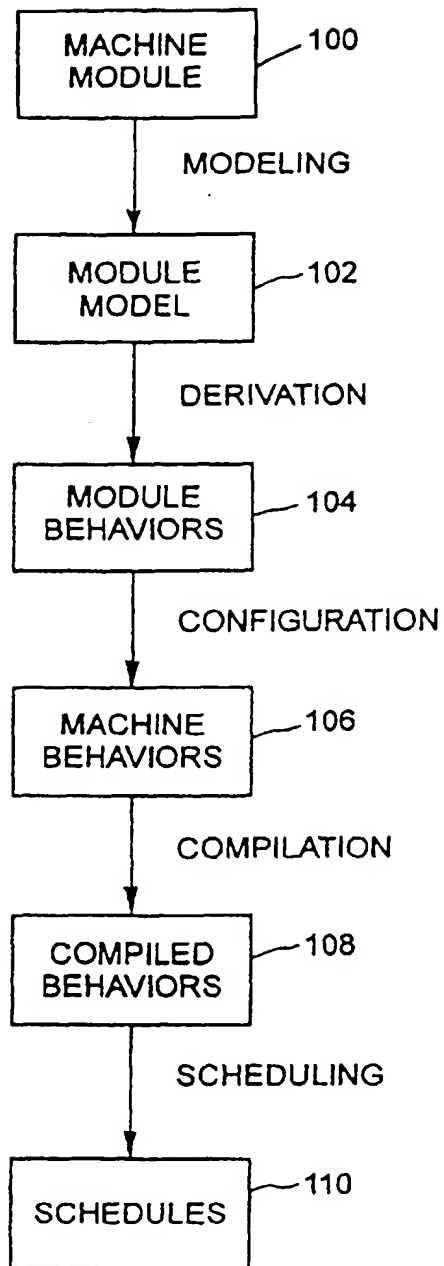 MACHINE
MODULE
100
MODELING
MODULE
MODEL
102
DERIVATION
MODULE
BEHAVIORS
104
CONFIGURATION
MACHINE
BEHAVIORS
106
COMPILATION
COMPILED
BEHAVIORS
108
SCHEDULING
SCHEDULES
110